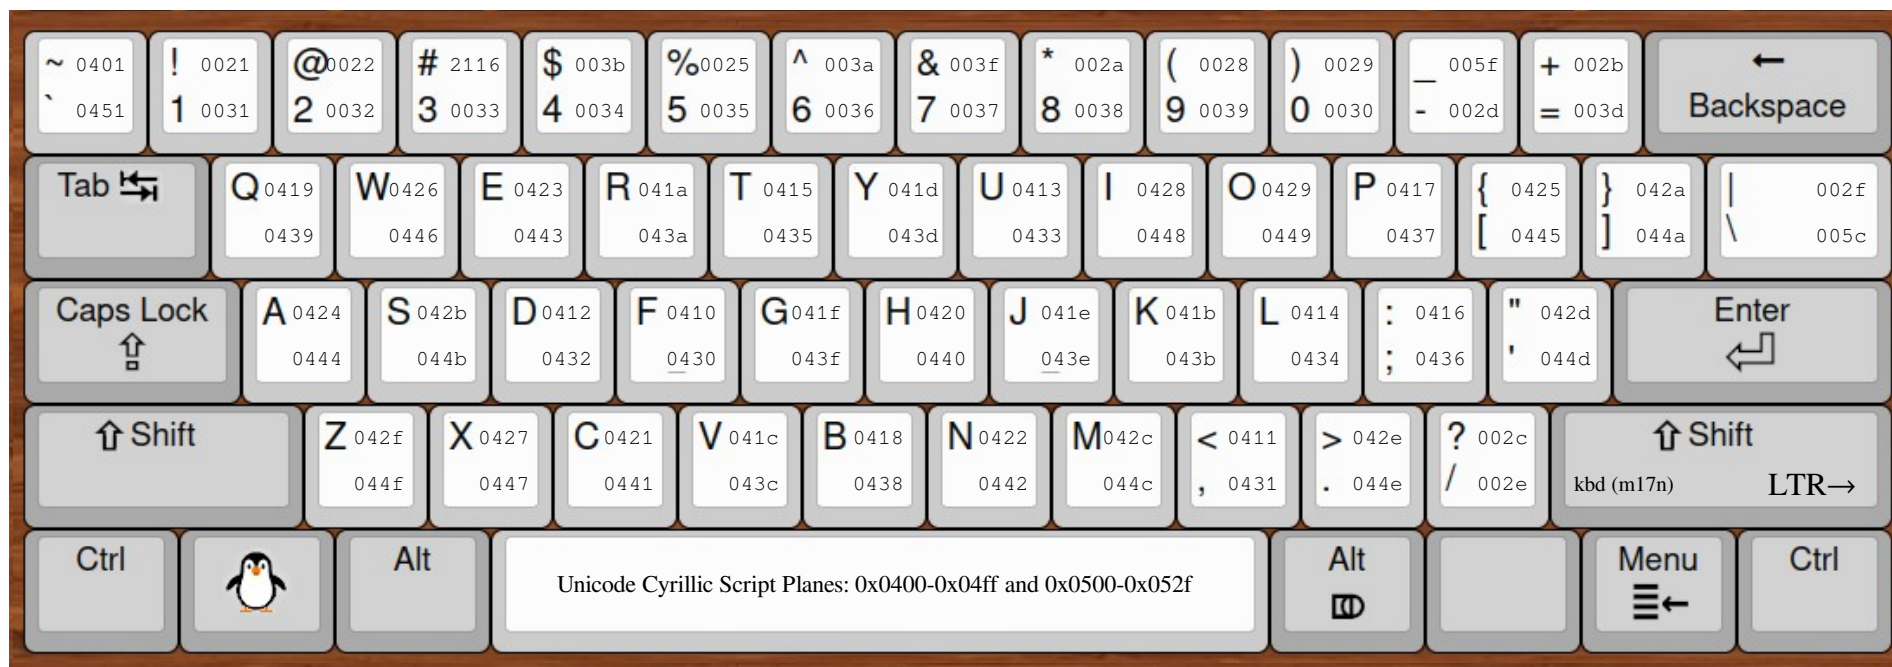 ~ 0401 ! 0021 @ 0022 # 2116 $ 003b % 0025 ^ 003a & 003f * 002a ( 0028 ) 0029 _ 005f + 002b ←
` 0451 1 0031 2 0032 3 0033 4 0034 5 0035 6 0036 7 0037 8 0038 9 0039 0 0030 - 002d = 003d Backspace
Tab Q 0419 W 0426 E 0423 R 041a T 0415 Y 041d U 0413 I 0428 O 0429 P 0417 { 0425 } 042a | 002f
0439 0446 0443 043a 0435 043d 0433 0448 0449 0437 [ 0445 ] 044a \ 005c
Caps Lock A 0424 S 042b D 0412 F 0410 G 041f H 0420 J 041e K 041b L 0414 : 0416 " 042d Enter
0444 044b 0432 0430 043f 0440 043e 043b 0434 ; 0436 ' 044d
⇧ Shift Z 042f X 0427 C 0421 V 041c B 0418 N 0422 M 042c < 0411 > 042e ? 002c ⇧ Shift
044f 0447 0441 043c 0438 0442 044c , 0431 . 044e / 002e kbd (m17n) LTR→
Ctrl Alt Alt Menu Ctrl
Unicode Cyrillic Script Planes: 0x0400-0x04ff and 0x0500-0x052f